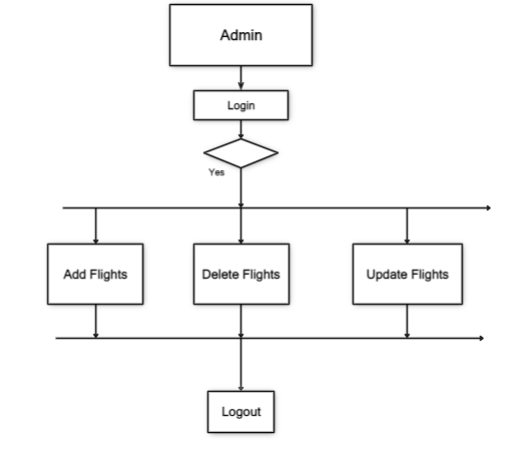 Admin
Login
Yes
Add Flights
Delete Flights
Update Flights
Logout